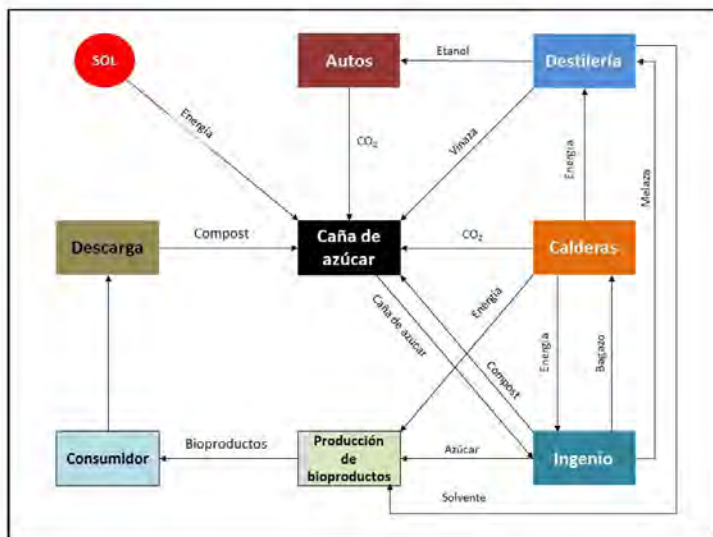 SOL
Autos
Etanol
Destilería
Energía
CO₂
Vinaza
Energía
Melaza
Descarga
Compost
Caña de
azúcar
CO₂
Calderas
Caña de azúcar
Energía
Compost
Energía
Bagazo
Consumidor
Bioproductos
Producción
de
bioproductos
Azúcar
Ingenio
Solvente